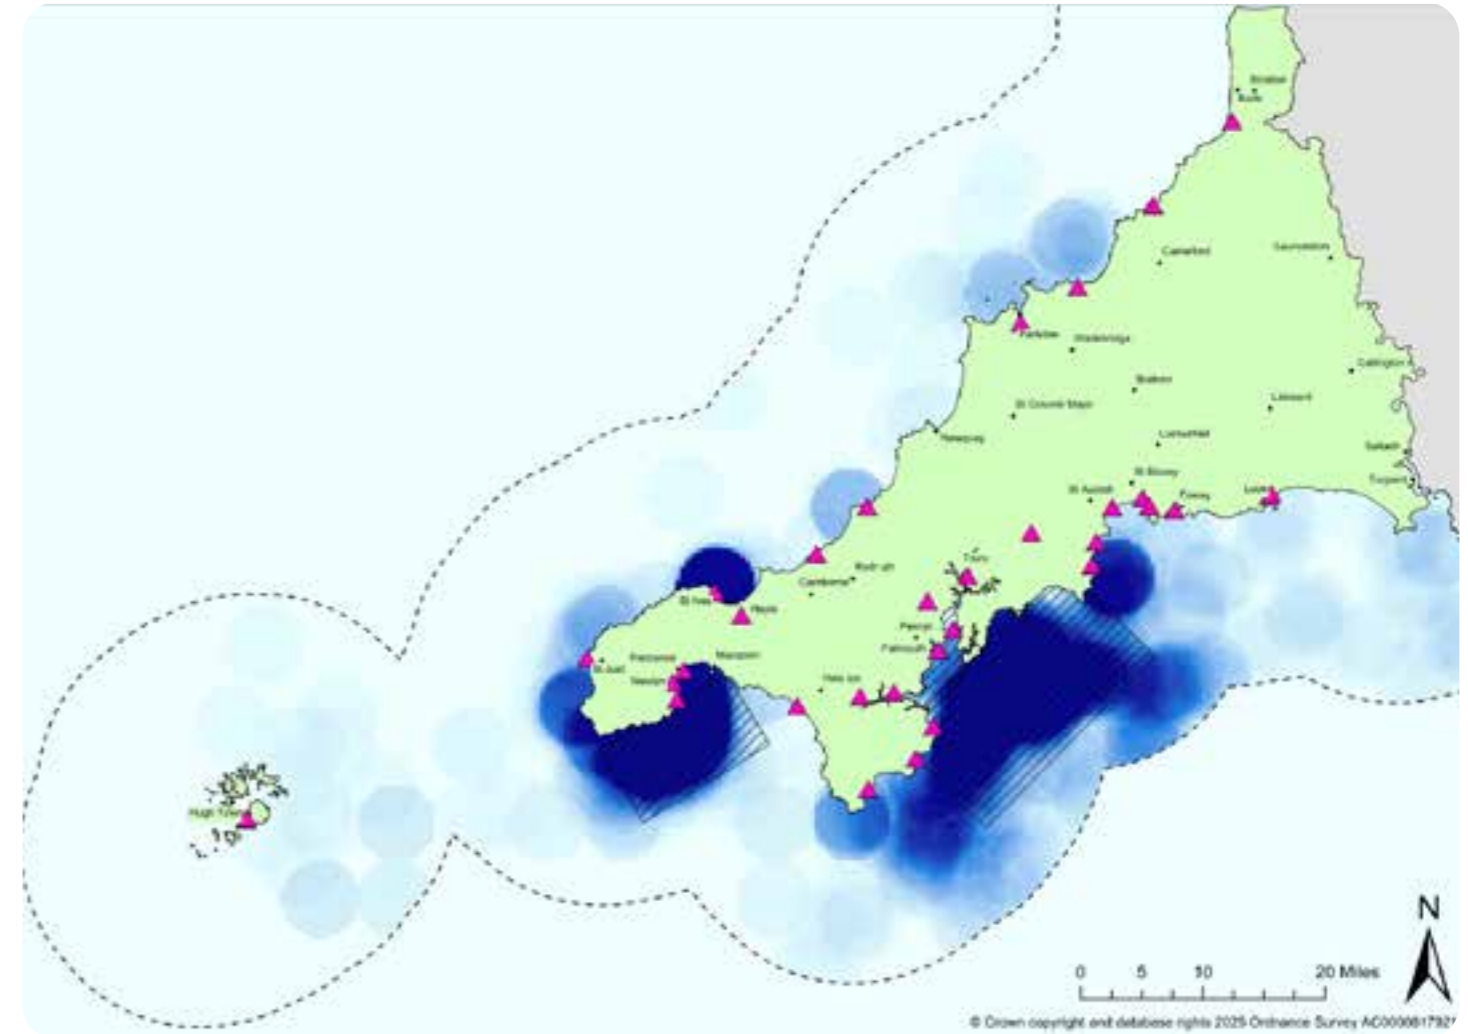 Bude
Camelford
Launceston
Padstow
Wadebridge
Callington
Bodmin
Liskeard
St Columb Major
Newquay
Lostwithiel
Saltash
St Blazey
Torpoint
St Austell
Fowey
Looe
Truro
Redruth
Camborne
St Ives
Hayle
Penryn
Falmouth
Penzance
Marazion
St Just
Newlyn
Helston
Hugh Town
N
0 5 10 20 Miles
© Crown copyright and database rights 2025 Ordnance Survey